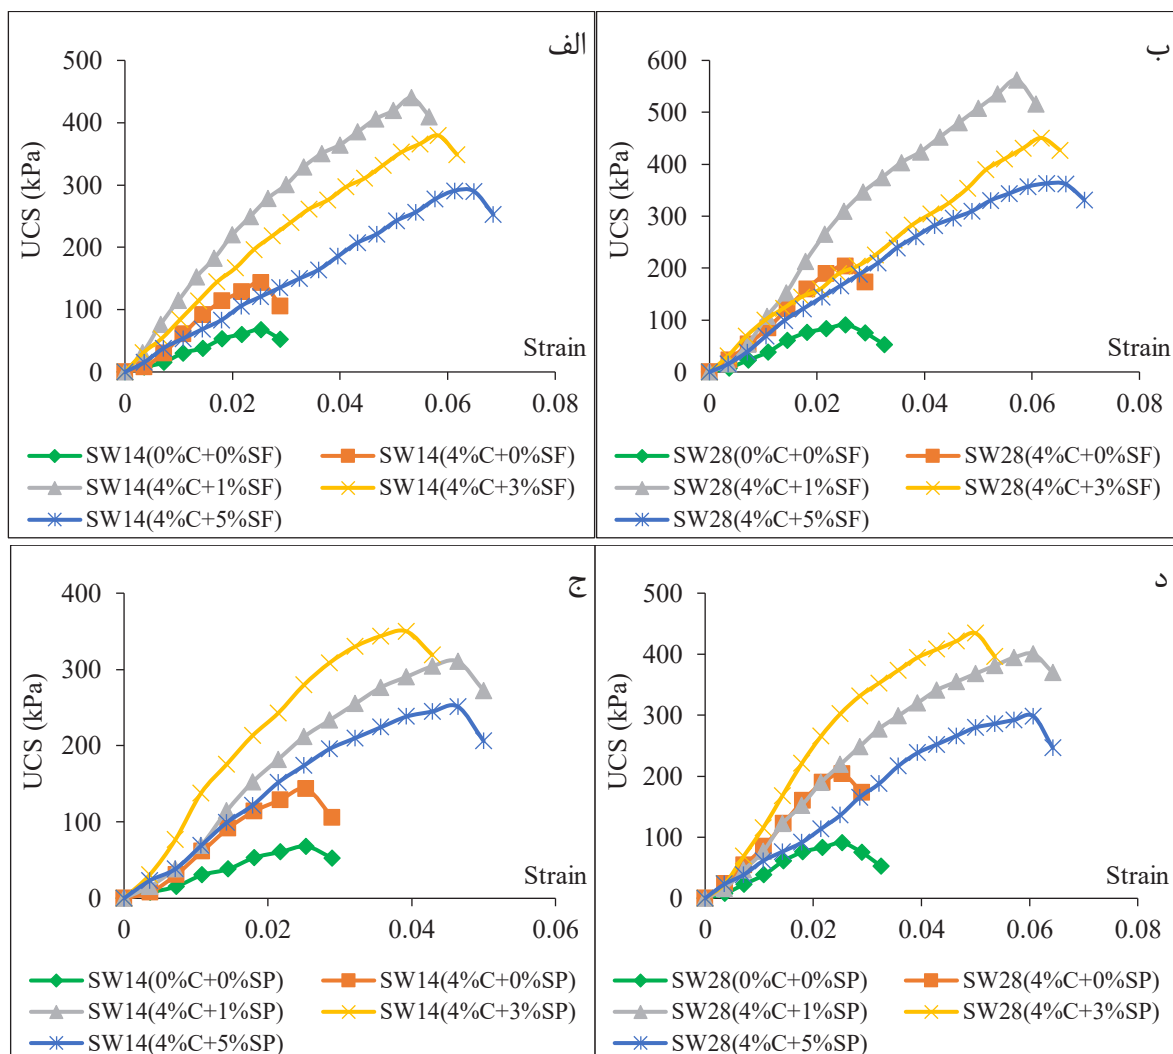 الف
500
400
300
200
100
0
UCS (kPa)
Strain
0 0.02 0.04 0.06 0.08
SW14(0%C+0%SF) SW14(4%C+0%SF)
SW14(4%C+1%SF) SW14(4%C+3%SF)
SW14(4%C+5%SF)
ب
600
500
400
300
200
100
0
UCS (kPa)
Strain
0 0.02 0.04 0.06 0.08
SW28(0%C+0%SF) SW28(4%C+0%SF)
SW28(4%C+1%SF) SW28(4%C+3%SF)
SW28(4%C+5%SF)
ج
400
300
200
100
0
UCS (kPa)
Strain
0 0.02 0.04 0.06
SW14(0%C+0%SP) SW14(4%C+0%SP)
SW14(4%C+1%SP) SW14(4%C+3%SP)
SW14(4%C+5%SP)
د
500
400
300
200
100
0
UCS (kPa)
Strain
0 0.02 0.04 0.06 0.08
SW28(0%C+0%SP) SW28(4%C+0%SP)
SW28(4%C+1%SP) SW28(4%C+3%SP)
SW28(4%C+5%SP)